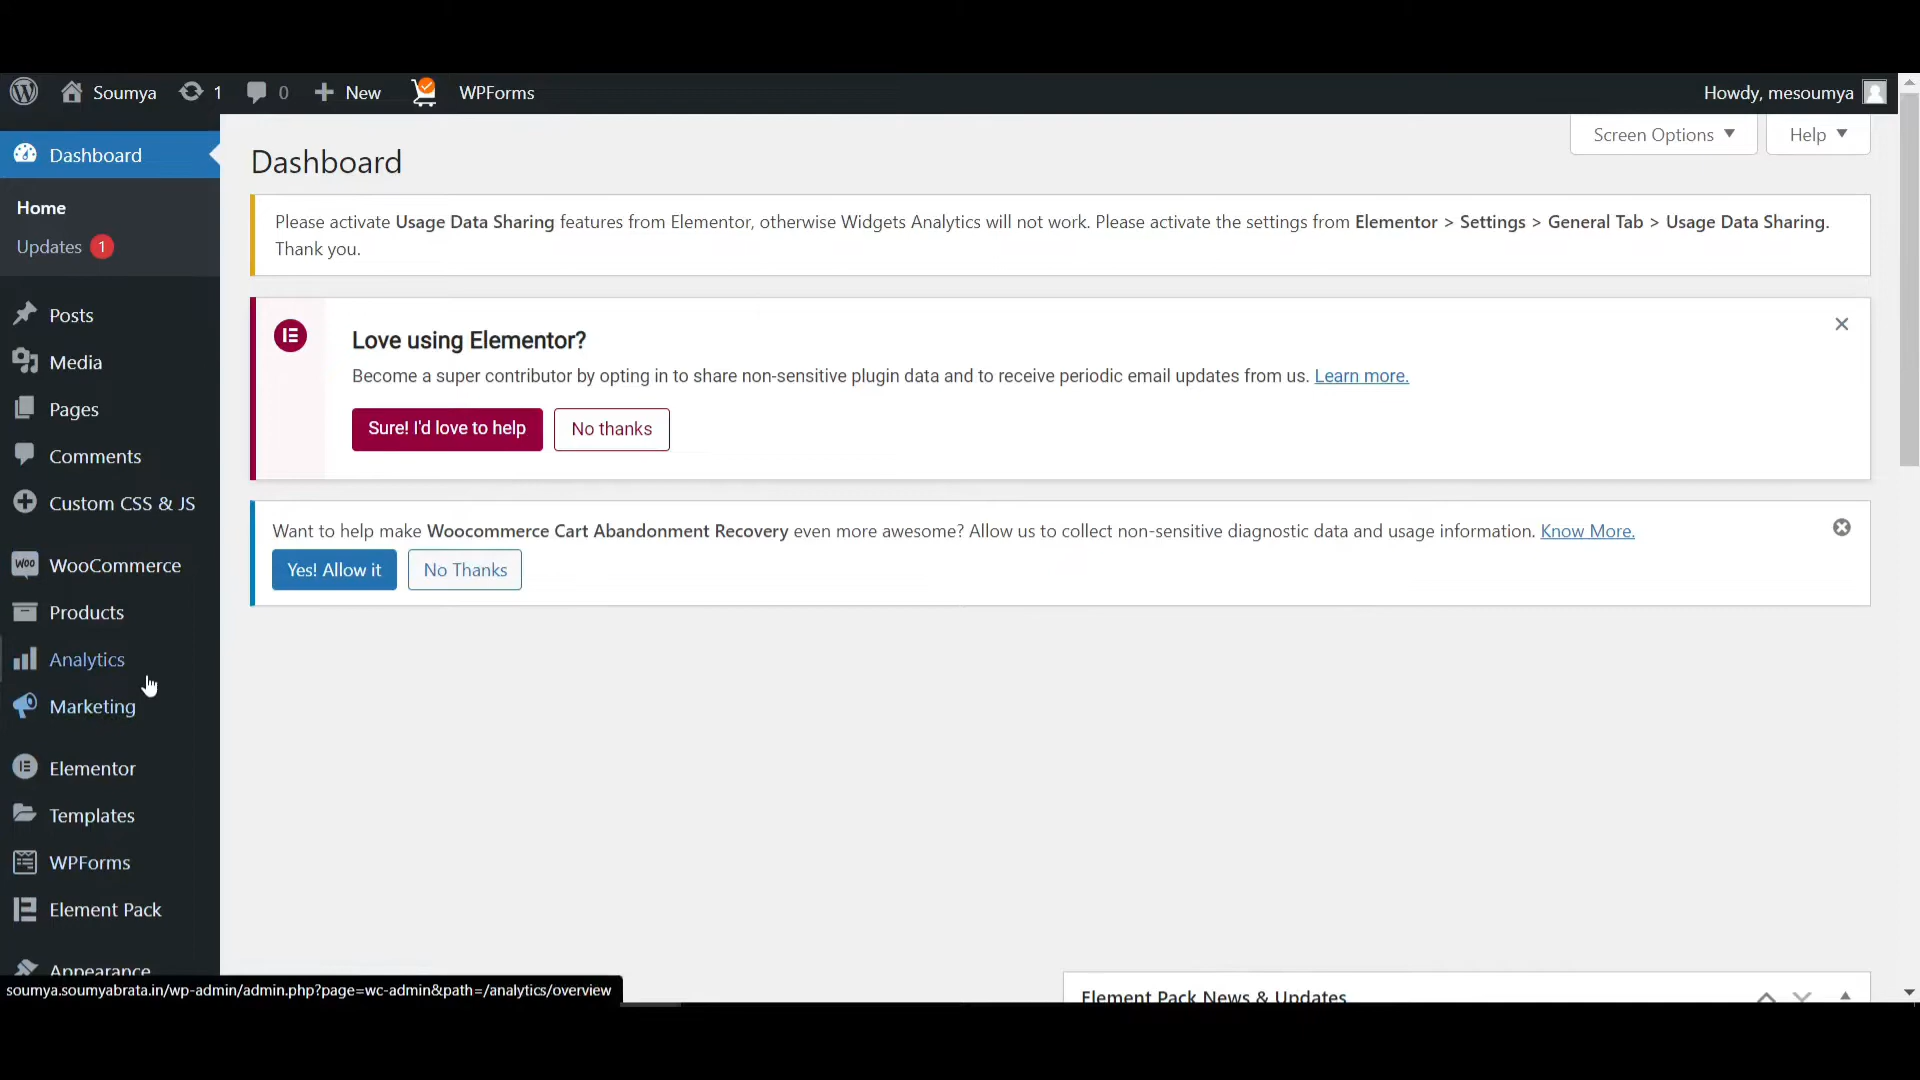 Soumya 1 0 New WPForms Howdy, mesoumya
Screen Options Help
Dashboard
Home
Updates 1
Posts
Media
Pages
Comments
Custom CSS & JS
WooCommerce
Products
Analytics
Marketing
Elementor
Templates
WPForms
Element Pack
Appearance
Dashboard
Please activate Usage Data Sharing features from Elementor, otherwise Widgets Analytics will not work. Please activate the settings from Elementor > Settings > General Tab > Usage Data Sharing.
Thank you.
Love using Elementor?
Become a super contributor by opting in to share non-sensitive plugin data and to receive periodic email updates from us. Learn more.
Sure! I'd love to help No thanks
Want to help make Woocommerce Cart Abandonment Recovery even more awesome? Allow us to collect non-sensitive diagnostic data and usage information. Know More.
Yes! Allow it No Thanks
Element Pack News & Updates
soumya.soumyabrata.in/wp-admin/admin.php?page=wc-admin&path=/analytics/overview